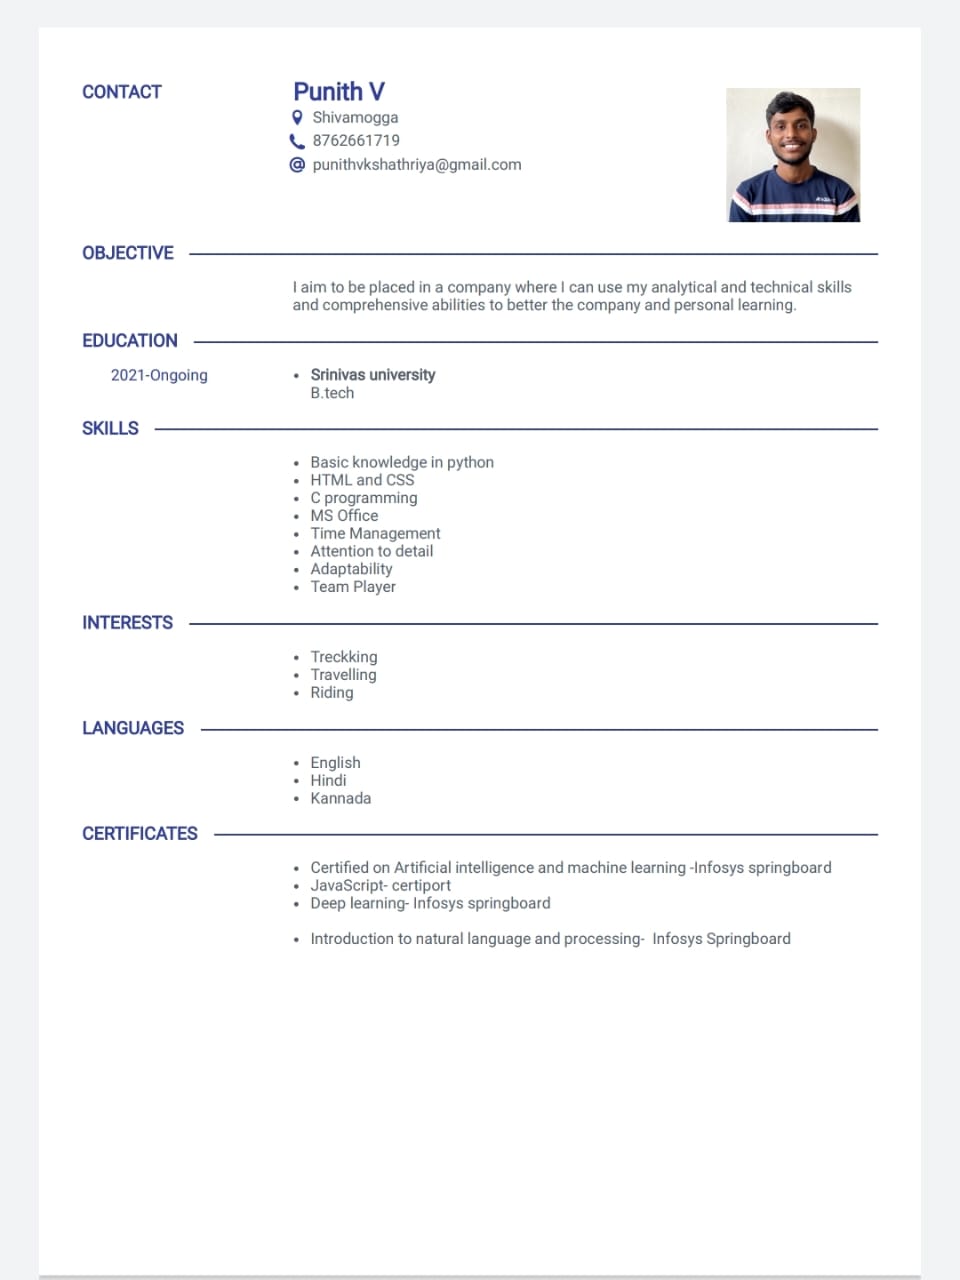 CONTACT
Punith V
Shivamogga
8762661719
punithvkshathriya@gmail.com
OBJECTIVE
I aim to be placed in a company where I can use my analytical and technical skills
and comprehensive abilities to better the company and personal learning.
EDUCATION
2021-Ongoing
• Srinivas university
B.tech
SKILLS
• Basic knowledge in python
• HTML and CSS
• C programming
• MS Office
• Time Management
• Attention to detail
• Adaptability
• Team Player
INTERESTS
• Treckking
• Travelling
• Riding
LANGUAGES
• English
• Hindi
• Kannada
CERTIFICATES
• Certified on Artificial intelligence and machine learning -Infosys springboard
• JavaScript- certiport
• Deep learning- Infosys springboard
• Introduction to natural language and processing- Infosys Springboard